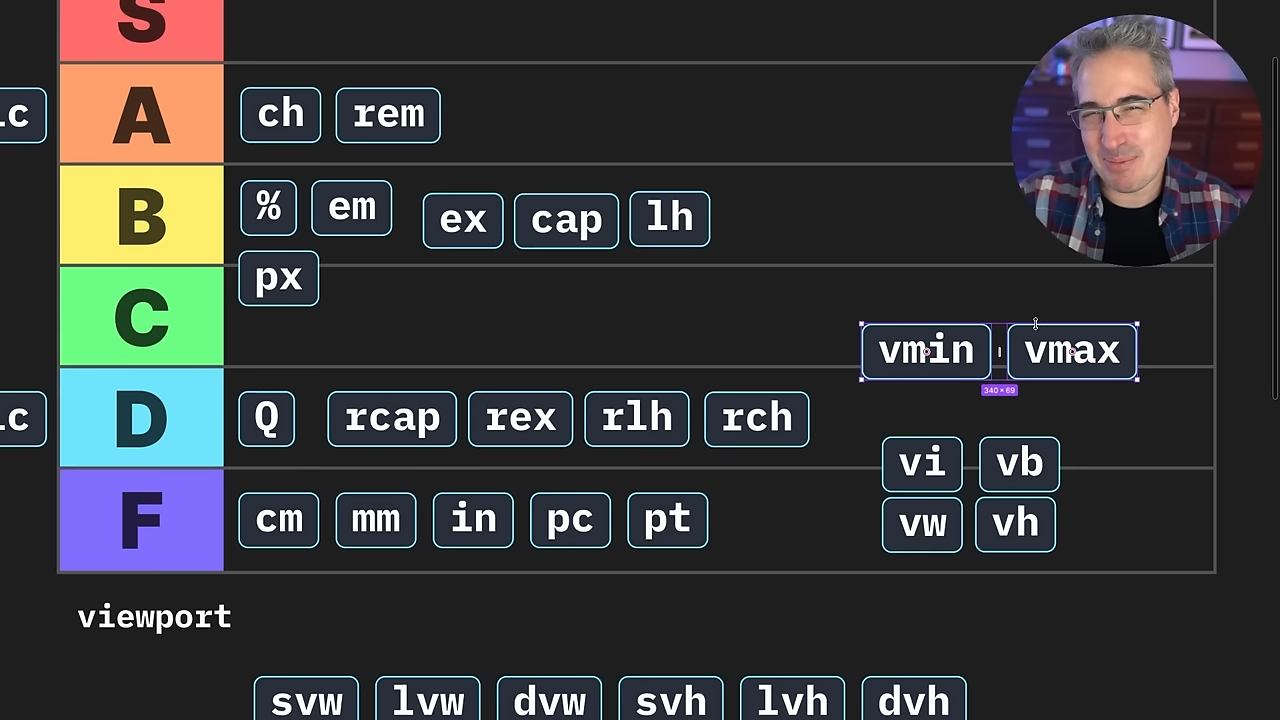 S
A ch rem
B % em ex cap lh
px
C
vmin vmax
340 × 69
D Q rcap rex rlh rch
vi vb
F cm mm in pc pt vw vh
viewport
svw lvw dvw svh lvh dvh